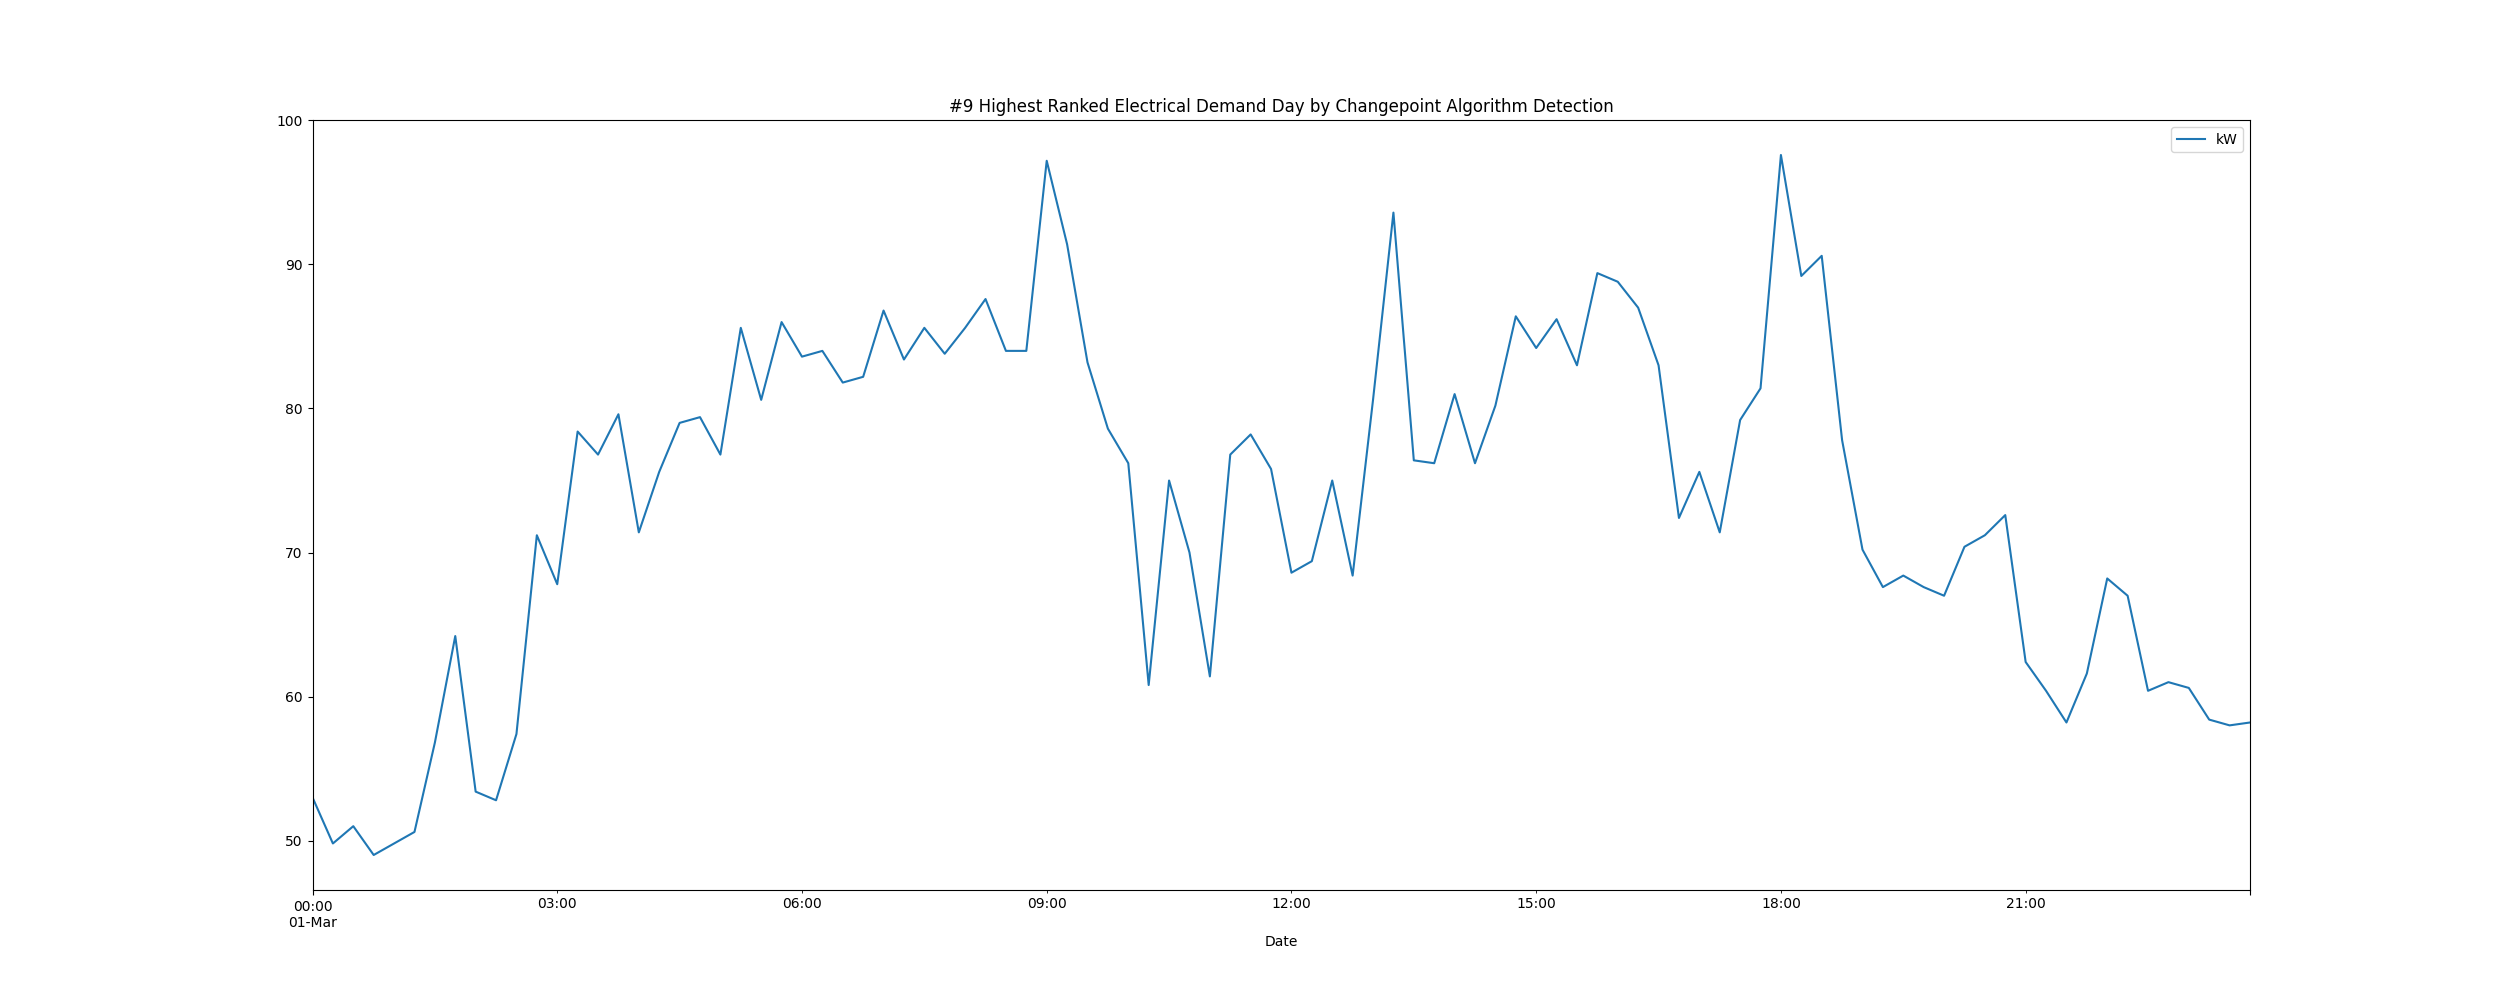 #9 Highest Ranked Electrical Demand Day by Changepoint Algorithm Detection
kW
100
90
80
70
60
50
00:00 03:00 06:00 09:00 12:00 15:00 18:00 21:00
01-Mar
Date